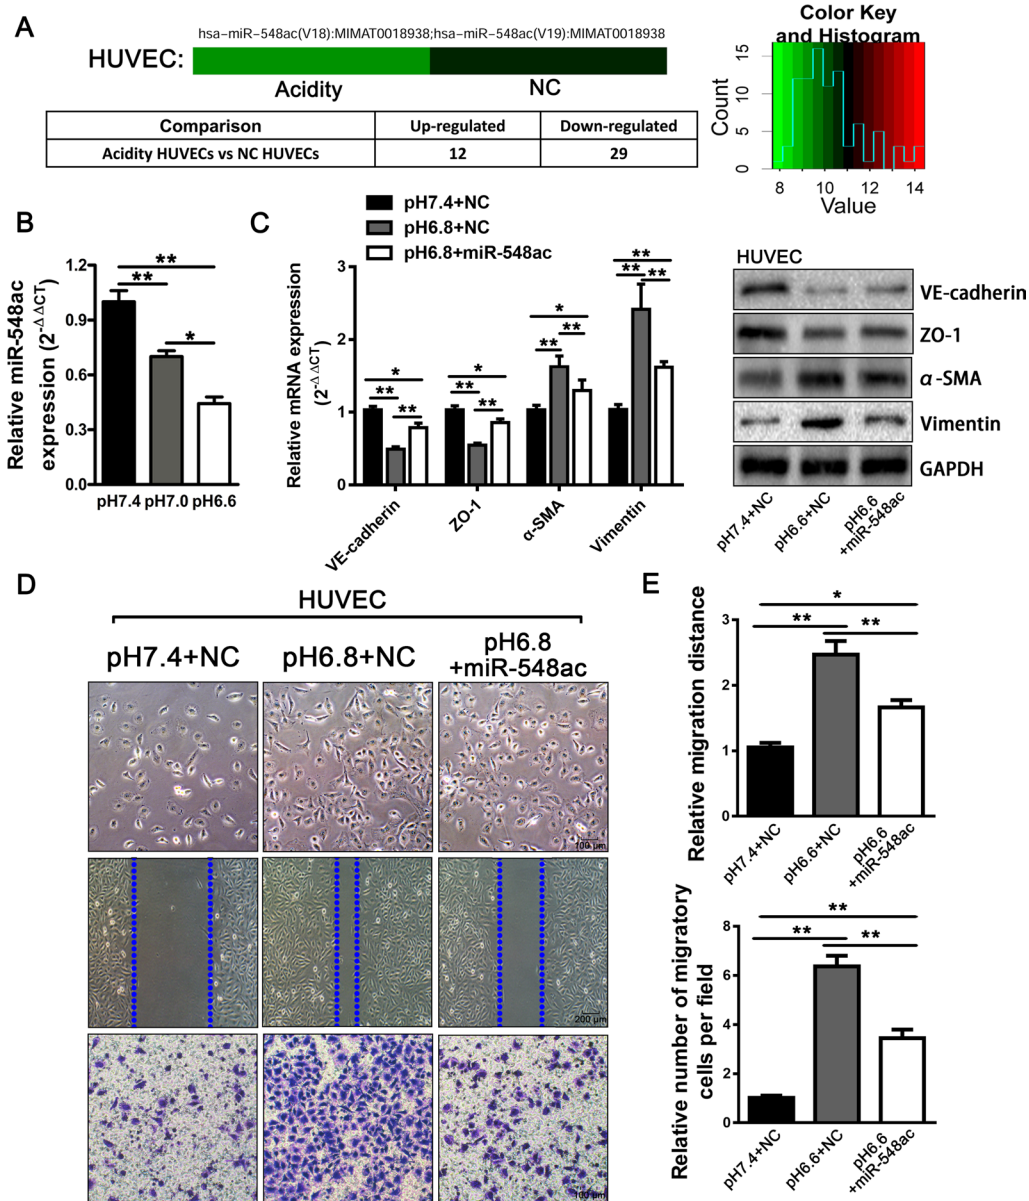 A
hsa-miR-548ac(V18):MIMAT0018938;hsa-miR-548ac(V19):MIMAT0018938
HUVEC:
Acidity NC
Comparison Up-regulated Down-regulated
Acidity HUVECs vs NC HUVECs 12 29
Color Key
and Histogram
Count
0 5 10 15
8 10 12 14
Value
B
Relative miR-548ac
expression (2-ΔΔCT)
1.2
0.9
0.6
0.3
0.0
**
**
*
pH7.4 pH7.0 pH6.6
C
pH7.4+NC
pH6.8+NC
pH6.8+miR-548ac
Relative mRNA expression
(2-ΔΔCT)
3
2
1
0
*
**
**
*
**
**
*
**
**
**
**
**
VE-cadherin
ZO-1
α-SMA
Vimentin
HUVEC
VE-cadherin
ZO-1
α-SMA
Vimentin
GAPDH
pH7.4+NC
pH6.6+NC
pH6.6
+miR-548ac
D
HUVEC
pH7.4+NC pH6.8+NC pH6.8
+miR-548ac
100 μm
200 μm
100 μm
E
Relative migration distance
3
2
1
0
*
**
**
pH7.4+NC
pH6.6+NC
pH6.6
+miR-548ac
Relative number of migratory
cells per field
8
6
4
2
0
**
**
**
pH7.4+NC
pH6.6+NC
pH6.6
+miR-548ac